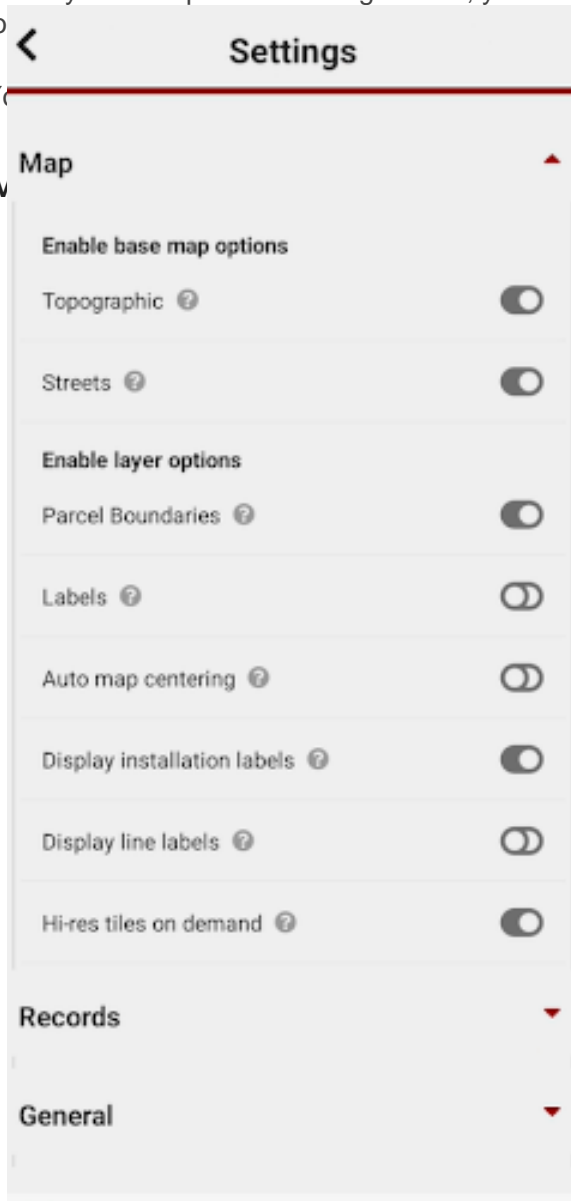 Settings
Map
Enable base map options
Topographic ?
Streets ?
Enable layer options
Parcel Boundaries ?
Labels ?
Auto map centering ?
Display installation labels ?
Display line labels ?
Hi-res tiles on demand ?
Records
General